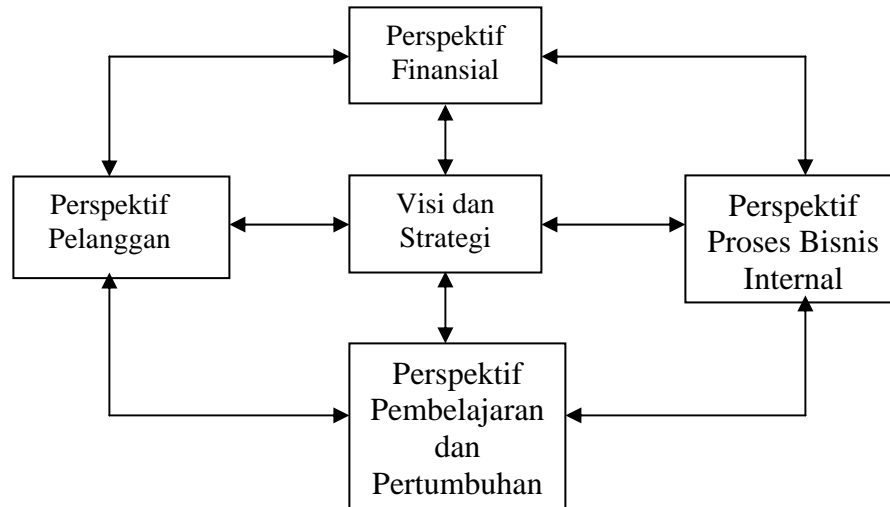 Perspektif
Finansial
Perspektif
Pelanggan
Visi dan
Strategi
Perspektif
Proses Bisnis
Internal
Perspektif
Pembelajaran
dan
Pertumbuhan